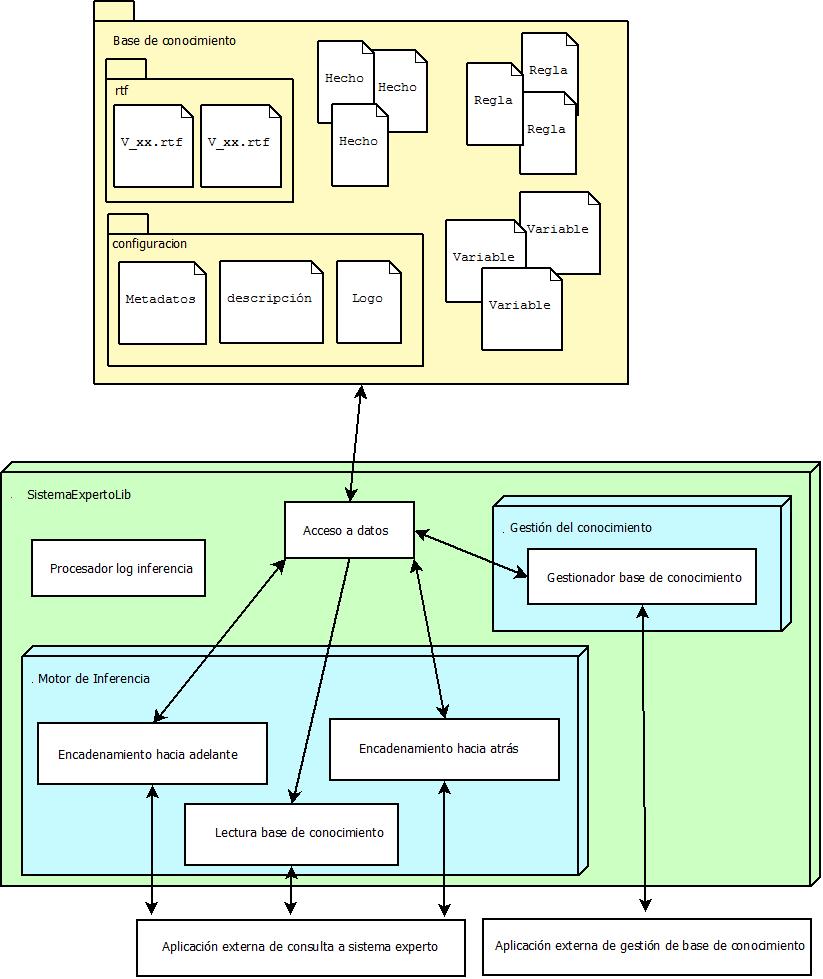 Base de conocimiento
rtf
V_xx.rtf
V_xx.rtf
Hecho
Hecho
Hecho
Regla
Regla
Regla
configuracion
Metadatos
descripción
Logo
Variable
Variable
Variable
. SistemaExpertoLib
Acceso a datos
Procesador log inferencia
. Gestión del conocimiento
Gestionador base de conocimiento
. Motor de Inferencia
Encadenamiento hacia adelante
Encadenamiento hacia atrás
Lectura base de conocimiento
Aplicación externa de consulta a sistema experto
Aplicación externa de gestión de base de conocimiento